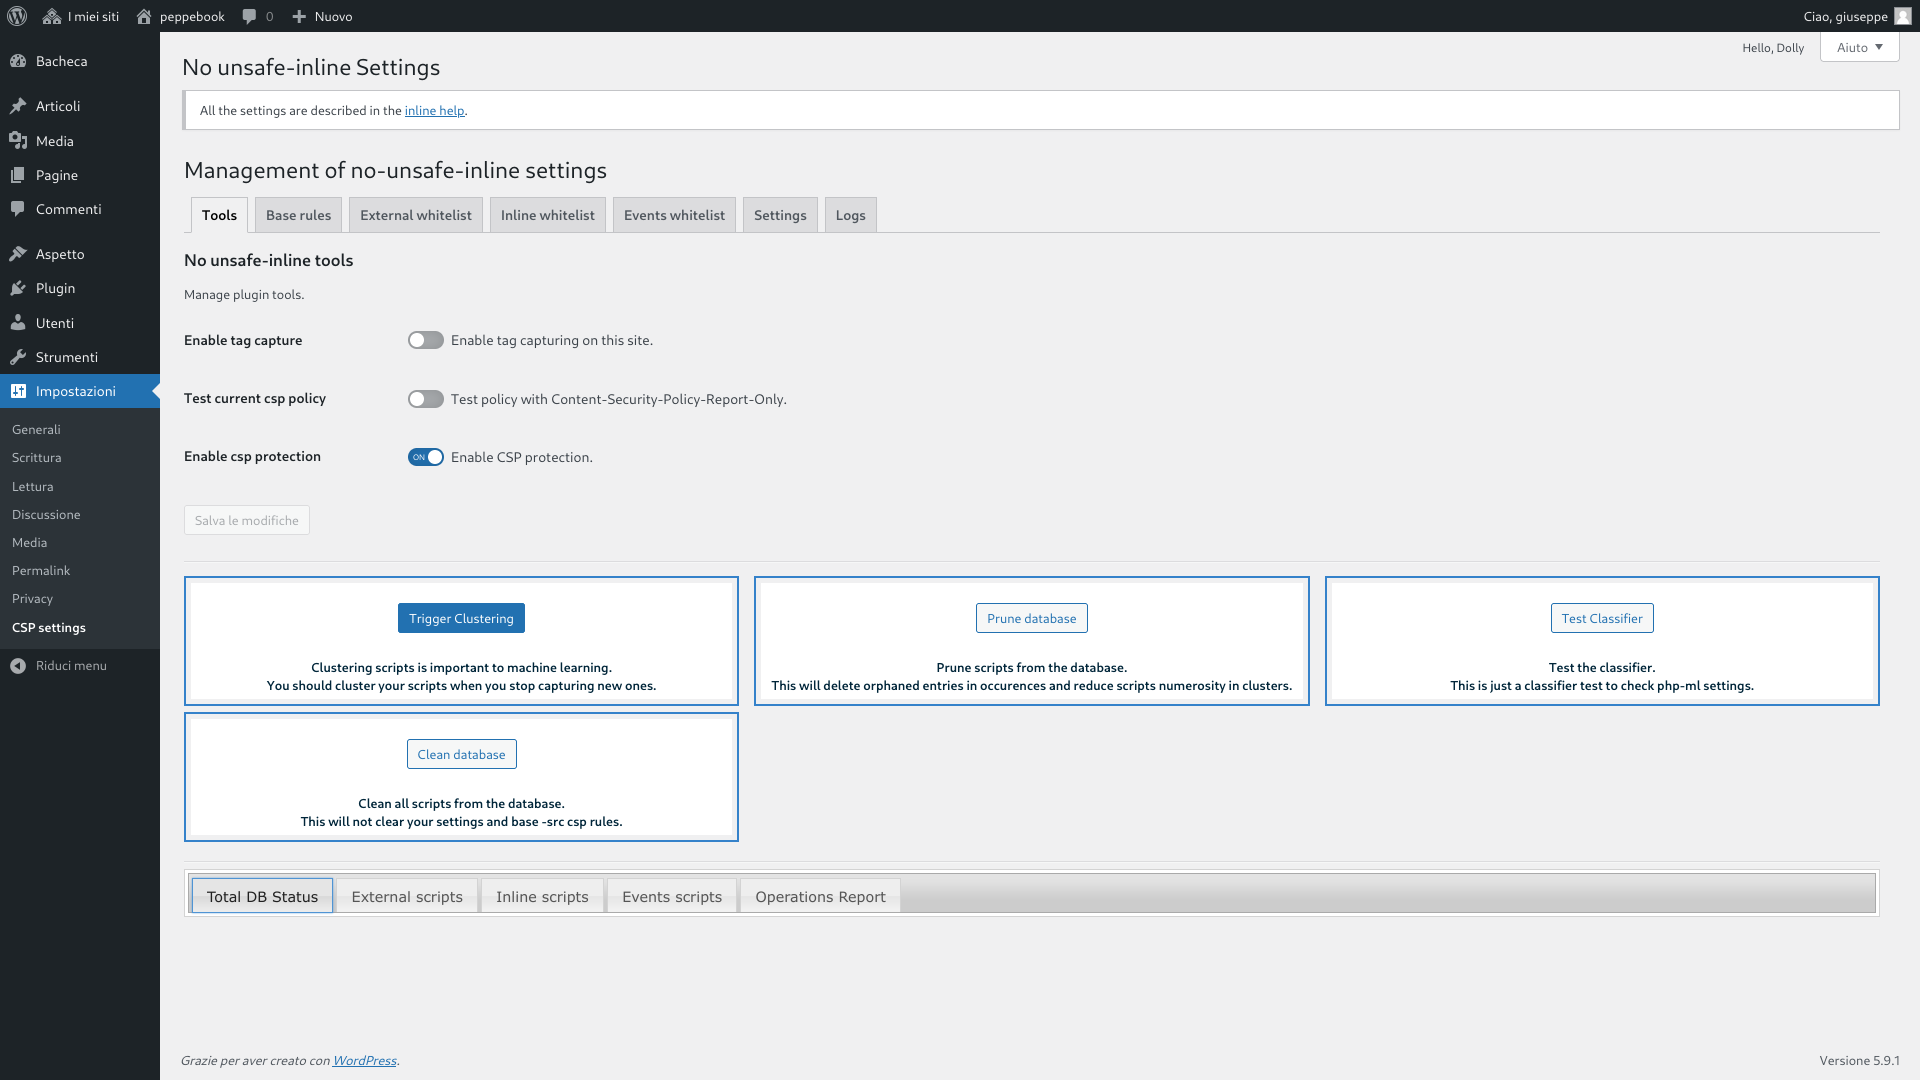 I miei siti peppebook 0 Nuovo Ciao, giuseppe
Bacheca
Articoli
Media
Pagine
Commenti
Aspetto
Plugin
Utenti
Strumenti
Impostazioni
Generali
Scrittura
Lettura
Discussione
Media
Permalink
Privacy
CSP settings
Riduci menu
Hello, Dolly Aiuto
No unsafe-inline Settings
All the settings are described in the inline help.
Management of no-unsafe-inline settings
Tools Base rules External whitelist Inline whitelist Events whitelist Settings Logs
No unsafe-inline tools
Manage plugin tools.
Enable tag capture Enable tag capturing on this site.
Test current csp policy Test policy with Content-Security-Policy-Report-Only.
Enable csp protection ON Enable CSP protection.
Salva le modifiche
Trigger Clustering
Clustering scripts is important to machine learning.
You should cluster your scripts when you stop capturing new ones.
Prune database
Prune scripts from the database.
This will delete orphaned entries in occurences and reduce scripts numerosity in clusters.
Test Classifier
Test the classifier.
This is just a classifier test to check php-ml settings.
Clean database
Clean all scripts from the database.
This will not clear your settings and base -src csp rules.
Total DB Status External scripts Inline scripts Events scripts Operations Report
Grazie per aver creato con WordPress. Versione 5.9.1